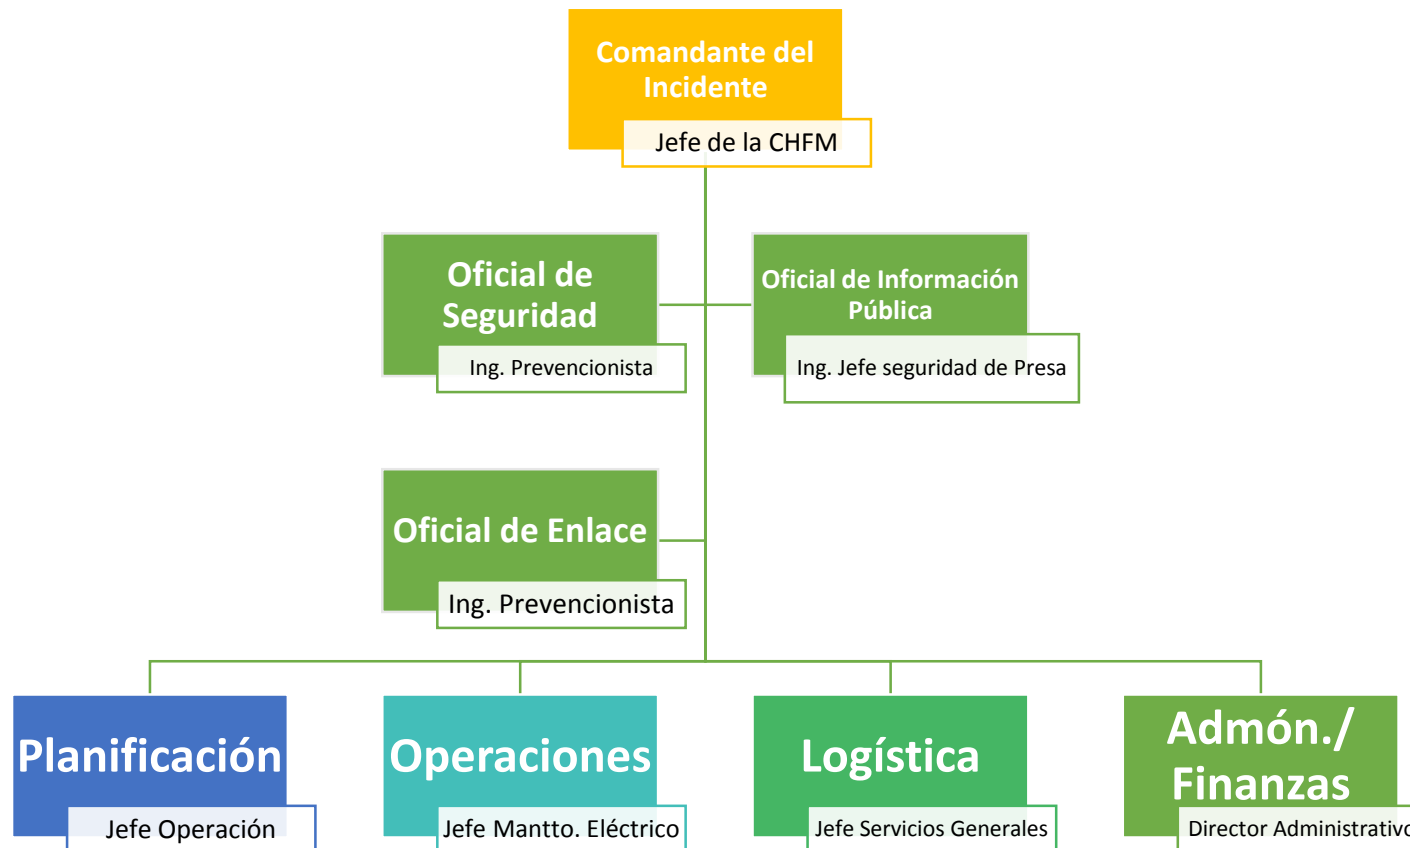 Comandante del
Incidente
Jefe de la CHFM
Oficial de
Seguridad
Ing. Prevencionista
Oficial de Información
Pública
Ing. Jefe seguridad de Presa
Oficial de Enlace
Ing. Prevencionista
Planificación
Jefe Operación
Operaciones
Jefe Mantto. Eléctrico
Logística
Jefe Servicios Generales
Admón./
Finanzas
Director Administrativo